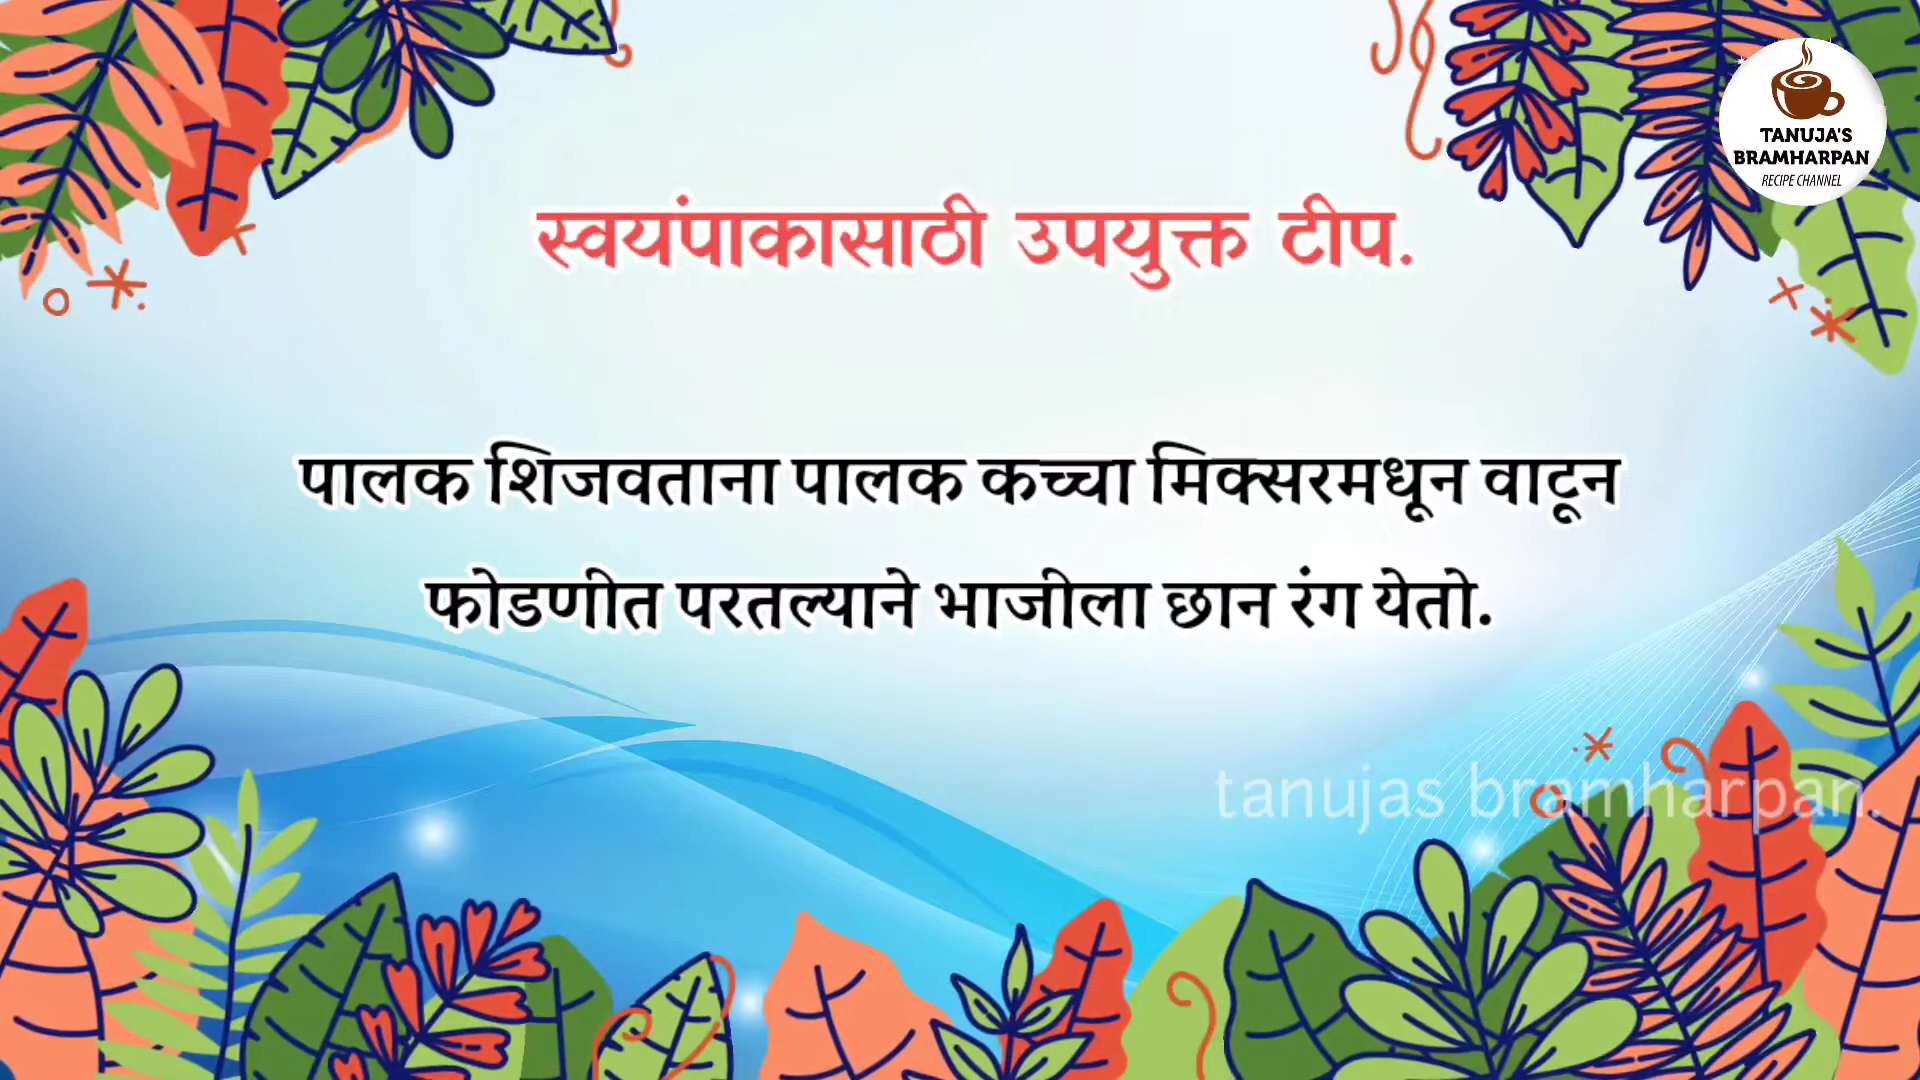 TANUJA'S
BRAMHARPAN
RECIPE CHANNEL
स्वयंपाकासाठी उपयुक्त टीप.
पालक शिजवताना पालक कच्चा मिक्सरमधून वाटून
फोडणीत परतल्याने भाजीला छान रंग येतो.
tanujas bramharpan.